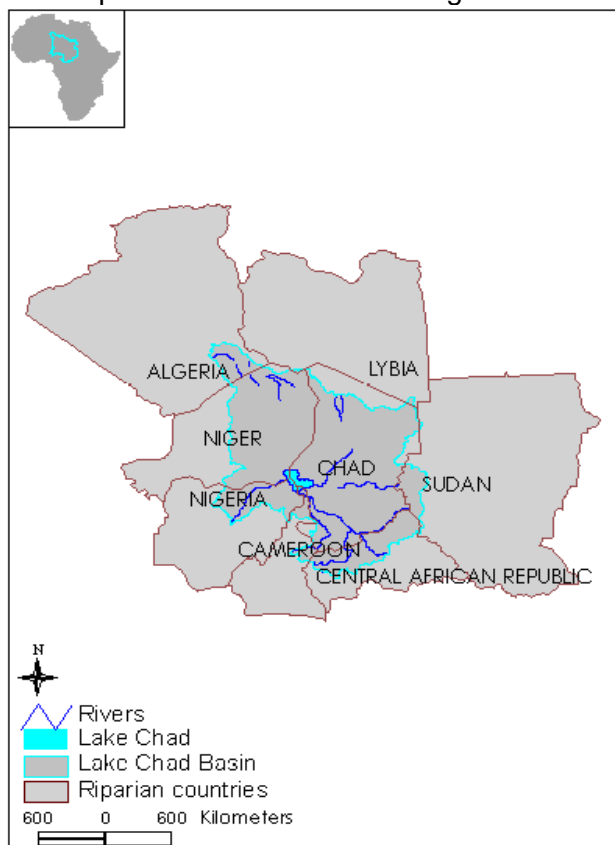 ALGERIA
LYBIA
NIGER
CHAD
SUDAN
NIGERIA
CAMEROON
CENTRAL AFRICAN REPUBLIC
N
Rivers
Lake Chad
Lake Chad Basin
Riparian countries
600 0 600 Kilometers